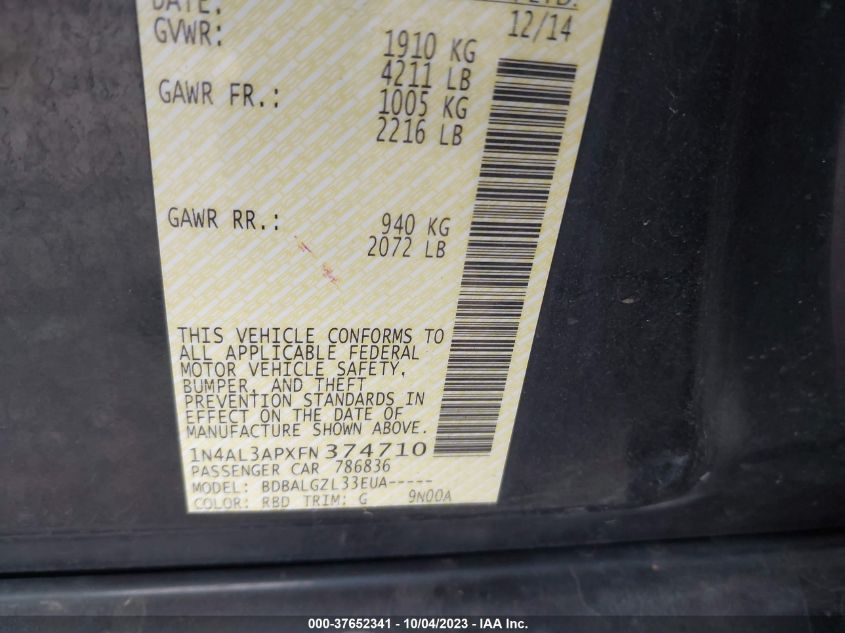 DATE:
12/14
GVWR: 1910 KG
4211 LB
GAWR FR.: 1005 KG
2216 LB
GAWR RR.: 940 KG
2072 LB
THIS VEHICLE CONFORMS TO
ALL APPLICABLE FEDERAL
MOTOR VEHICLE SAFETY,
BUMPER, AND THEFT
PREVENTION STANDARDS IN
EFFECT ON THE DATE OF
MANUFACTURE SHOWN ABOVE.
1N4AL3APXFN374710
PASSENGER CAR 786836
MODEL: BDBALGZL33EUA-----
COLOR: RBD TRIM: G 9N00A
000-37652341 - 10/04/2023 - IAA Inc.